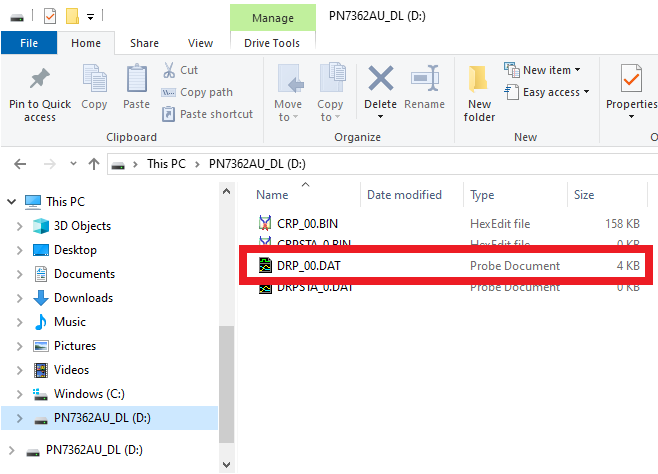 Manage
PN7362AU_DL (D:)
File
Home
Share
View
Drive Tools
Pin to Quick
access
Copy
Paste
Cut
Copy path
Paste shortcut
Move
to
Copy
to
Delete
Rename
New
folder
New item
Easy access
Properties
Clipboard
Organize
New
O
This PC
PN7362AU_DL (D:)
This PC
3D Objects
Desktop
Documents
Downloads
Music
Pictures
Videos
Windows (C:)
PN7362AU_DL (D:)
PN7362AU_DL (D:)
Name Date modified Type Size
CRP_00.BIN HexEdit file 158 KB
CRPSTA_0.BIN HexEdit file 0 KB
DRP_00.DAT Probe Document 4 KB
DRPSTA_0.DAT Probe Document 0 KB